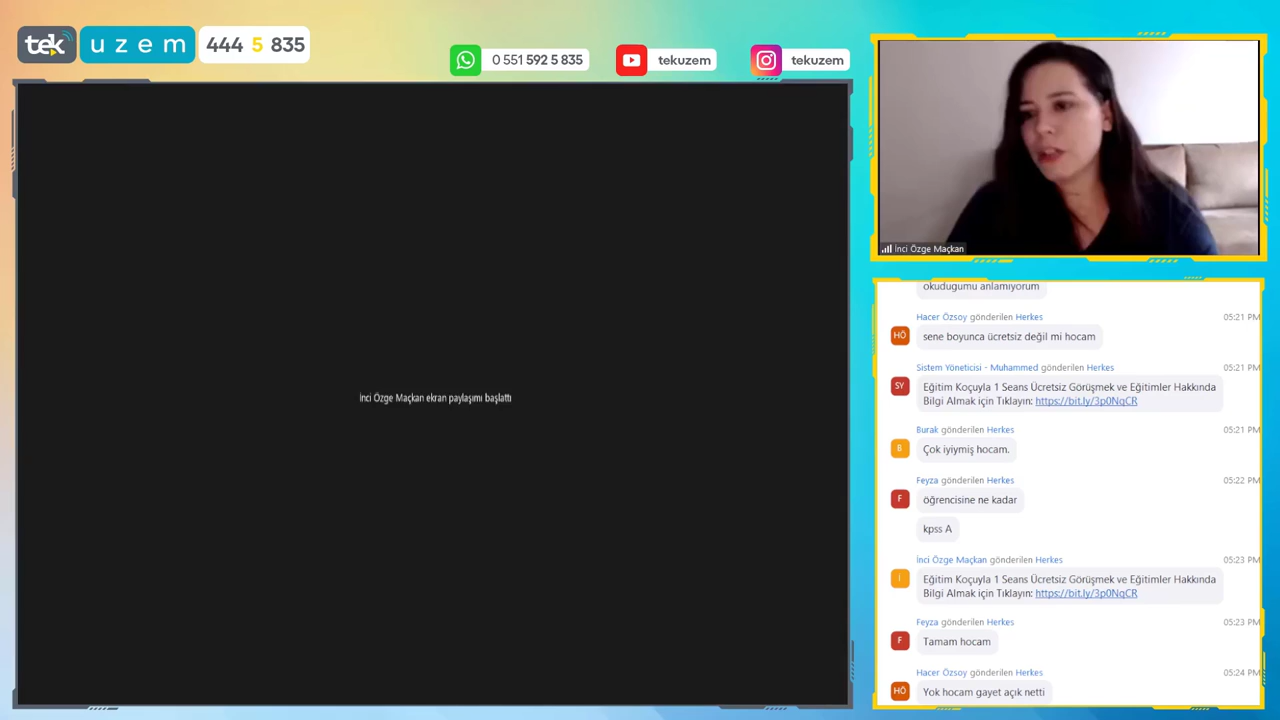 tek
uzem
444 5 835
0 551 592 5 835
tekuzem
tekuzem
İnci Özge Maçkan ekran paylaşımı başlattı
İnci Özge Maçkan
okuduğumu anlamıyorum
Hacer Özsoy gönderilen Herkes
05:21 PM
HÖ
sene boyunca ücretsiz değil mi hocam
Sistem Yöneticisi - Muhammed gönderilen Herkes
05:21 PM
SY
Eğitim Koçuyla 1 Seans Ücretsiz Görüşmek ve Eğitimler Hakkında
Bilgi Almak için Tıklayın: https://bit.ly/3p0NqCR
Burak gönderilen Herkes
05:21 PM
B
Çok iyiymiş hocam.
Feyza gönderilen Herkes
05:22 PM
F
öğrencisine ne kadar
kpss A
İnci Özge Maçkan gönderilen Herkes
05:23 PM
İ
Eğitim Koçuyla 1 Seans Ücretsiz Görüşmek ve Eğitimler Hakkında
Bilgi Almak için Tıklayın: https://bit.ly/3p0NqCR
Feyza gönderilen Herkes
05:23 PM
F
Tamam hocam
Hacer Özsoy gönderilen Herkes
05:24 PM
HÖ
Yok hocam gayet açık netti